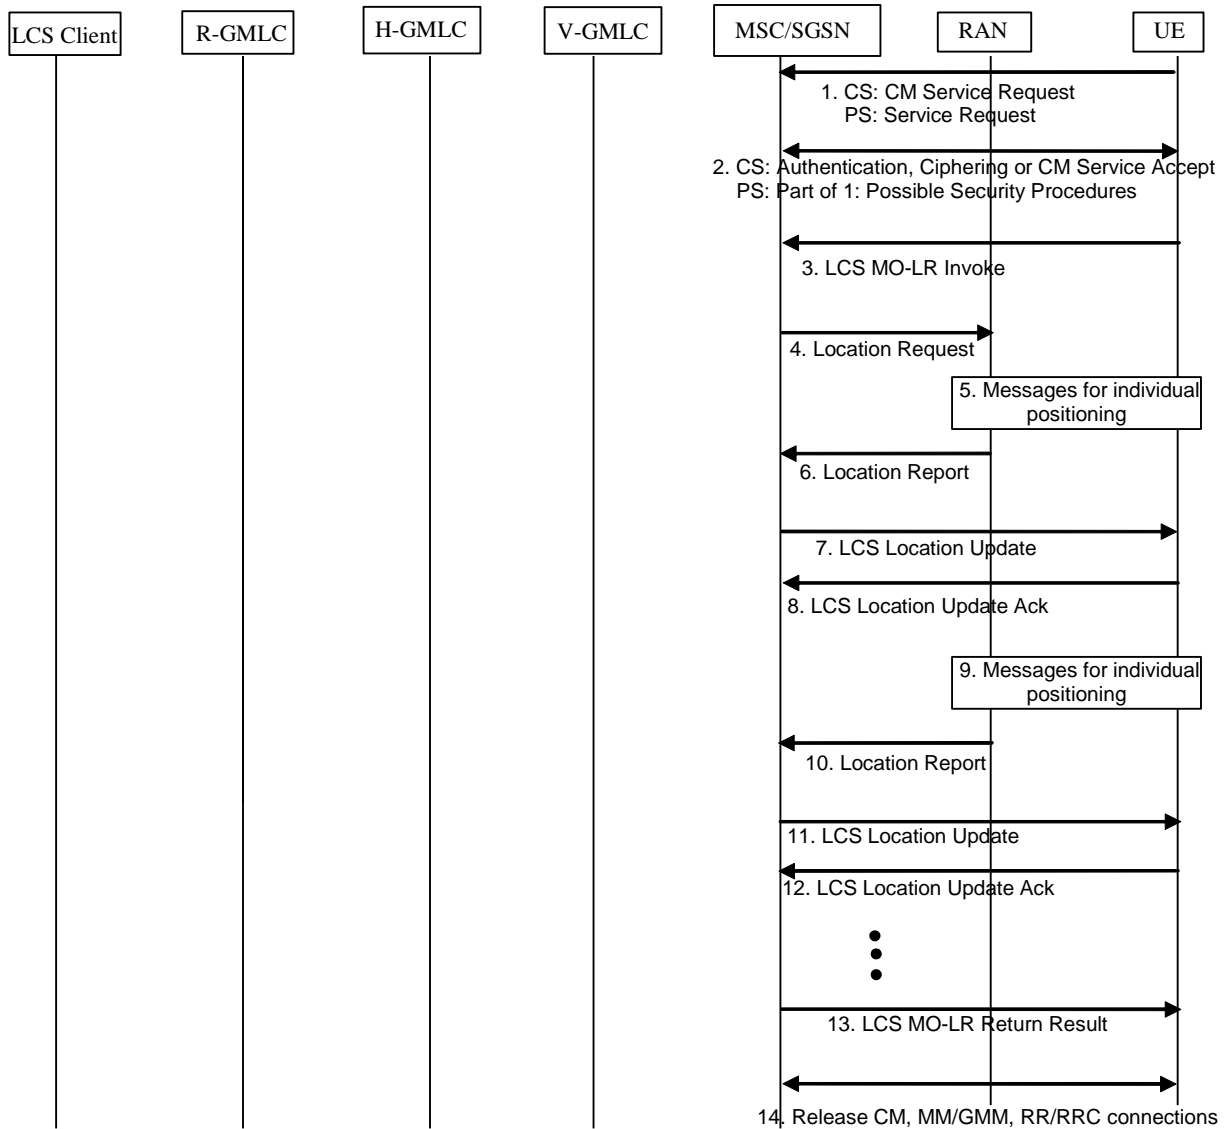 LCS Client
R-GMLC
H-GMLC
V-GMLC
MSC/SGSN
RAN
UE
1. CS: CM Service Request
PS: Service Request
2. CS: Authentication, Ciphering or CM Service Accept
PS: Part of 1: Possible Security Procedures
3. LCS MO-LR Invoke
4. Location Request
5. Messages for individual
positioning
6. Location Report
7. LCS Location Update
8. LCS Location Update Ack
9. Messages for individual
positioning
10. Location Report
11. LCS Location Update
12. LCS Location Update Ack
13. LCS MO-LR Return Result
14. Release CM, MM/GMM, RR/RRC connections